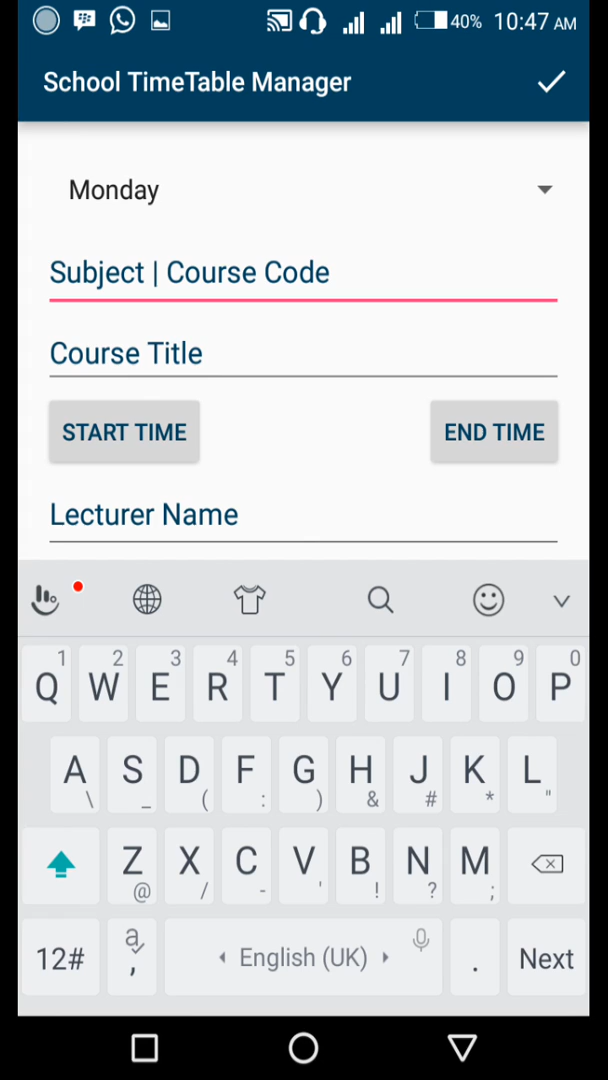 40% 10:47 AM
School TimeTable Manager
Monday
Subject | Course Code
Course Title
START TIME END TIME
Lecturer Name
1 2 3 4 5 6 7 8 9 0
Q W E R T Y U I O P
A S D F G H J K L
\ _ ( : ) & # * "
Z X C V B N M
@ / - ' ! ? ;
12# a , English (UK) . Next